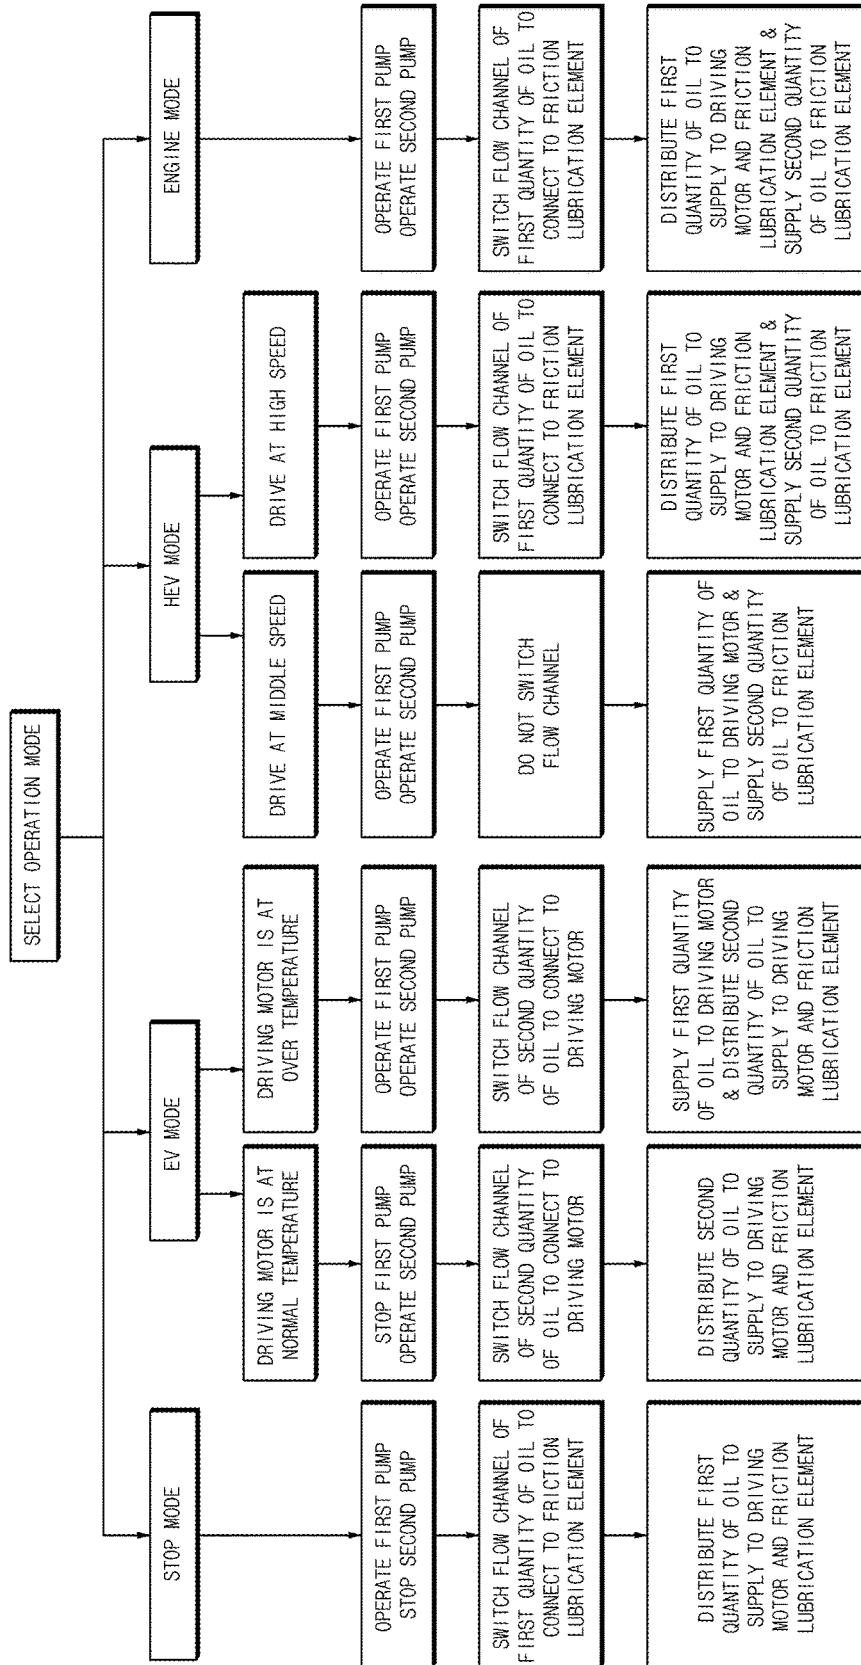 SELECT OPERATION MODE
STOP MODE
OPERATE FIRST PUMP
STOP SECOND PUMP
SWITCH FLOW CHANNEL OF
FIRST QUANTITY OF OIL TO
CONNECT TO FRICTION
LUBRICATION ELEMENT
DISTRIBUTE FIRST
QUANTITY OF OIL TO
SUPPLY TO DRIVING
MOTOR AND FRICTION
LUBRICATION ELEMENT
EV MODE
DRIVING MOTOR IS AT
NORMAL TEMPERATURE
STOP FIRST PUMP
OPERATE SECOND PUMP
SWITCH FLOW CHANNEL
OF SECOND QUANTITY
OF OIL TO CONNECT TO
DRIVING MOTOR
DISTRIBUTE SECOND
QUANTITY OF OIL TO
SUPPLY TO DRIVING
MOTOR AND FRICTION
LUBRICATION ELEMENT
DRIVING MOTOR IS AT
OVER TEMPERATURE
OPERATE FIRST PUMP
OPERATE SECOND PUMP
SWITCH FLOW CHANNEL
OF SECOND QUANTITY
OF OIL TO CONNECT TO
DRIVING MOTOR
SUPPLY FIRST QUANTITY
OF OIL TO DRIVING MOTOR
& DISTRIBUTE SECOND
QUANTITY OF OIL TO
SUPPLY TO DRIVING
MOTOR AND FRICTION
LUBRICATION ELEMENT
HEV MODE
DRIVE AT MIDDLE SPEED
OPERATE FIRST PUMP
OPERATE SECOND PUMP
DO NOT SWITCH
FLOW CHANNEL
SUPPLY FIRST QUANTITY OF
OIL TO DRIVING MOTOR &
SUPPLY SECOND QUANTITY
OF OIL TO FRICTION
LUBRICATION ELEMENT
DRIVE AT HIGH SPEED
OPERATE FIRST PUMP
OPERATE SECOND PUMP
SWITCH FLOW CHANNEL OF
FIRST QUANTITY OF OIL TO
CONNECT TO FRICTION
LUBRICATION ELEMENT
DISTRIBUTE FIRST
QUANTITY OF OIL TO
SUPPLY TO DRIVING
MOTOR AND FRICTION
LUBRICATION ELEMENT &
SUPPLY SECOND QUANTITY
OF OIL TO FRICTION
LUBRICATION ELEMENT
ENGINE MODE
OPERATE FIRST PUMP
OPERATE SECOND PUMP
SWITCH FLOW CHANNEL OF
FIRST QUANTITY OF OIL TO
CONNECT TO FRICTION
LUBRICATION ELEMENT
DISTRIBUTE FIRST
QUANTITY OF OIL TO
SUPPLY TO DRIVING
MOTOR AND FRICTION
LUBRICATION ELEMENT &
SUPPLY SECOND QUANTITY
OF OIL TO FRICTION
LUBRICATION ELEMENT